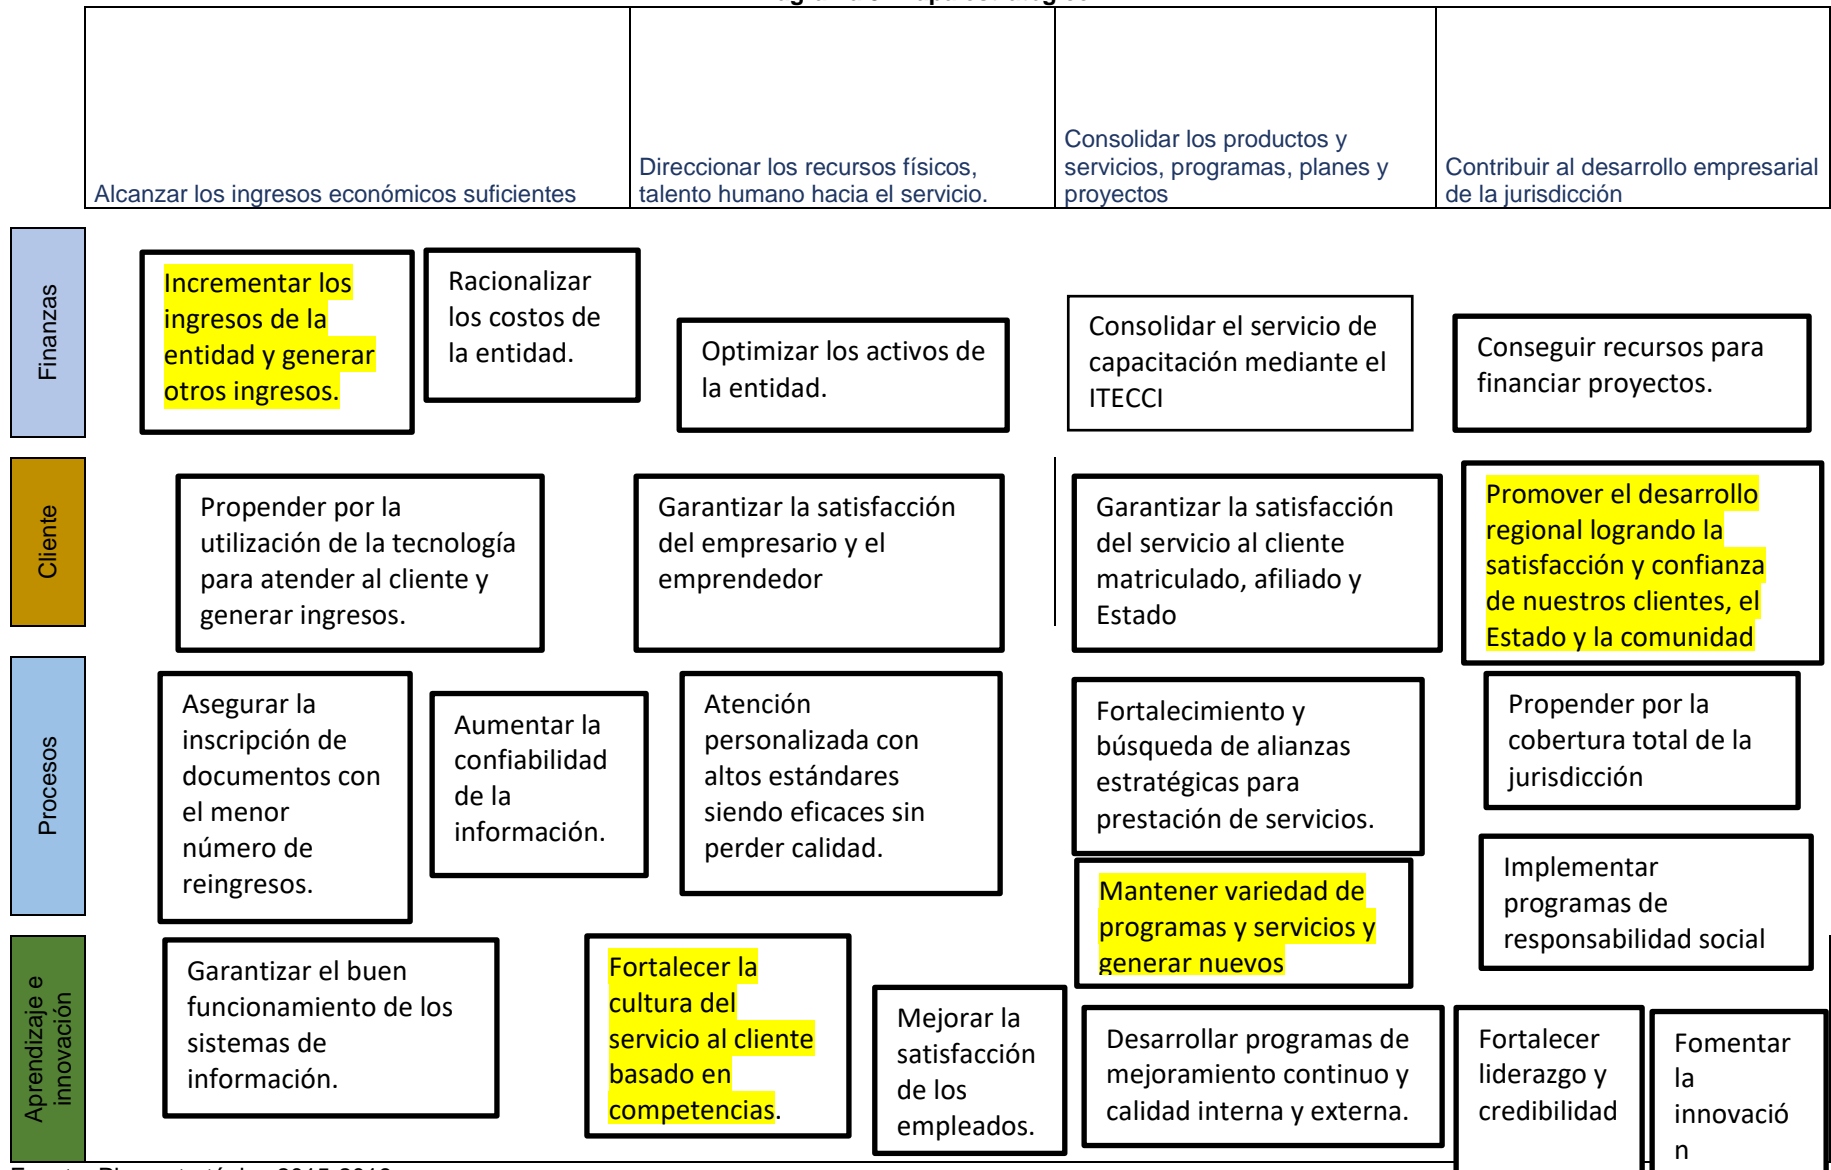 Alcanzar los ingresos económicos suficientes
Direccionar los recursos físicos,
talento humano hacia el servicio.
Consolidar los productos y
servicios, programas, planes y
proyectos
Contribuir al desarrollo empresarial
de la jurisdicción
Finanzas
Incrementar los
ingresos de la
entidad y generar
otros ingresos.
Racionalizar
los costos de
la entidad.
Optimizar los activos de
la entidad.
Consolidar el servicio de
capacitación mediante el
ITECCI
Conseguir recursos para
financiar proyectos.
Cliente
Propender por la
utilización de la tecnología
para atender al cliente y
generar ingresos.
Garantizar la satisfacción
del empresario y el
emprendedor
Garantizar la satisfacción
del servicio al cliente
matriculado, afiliado y
Estado
Promover el desarrollo
regional logrando la
satisfacción y confianza
de nuestros clientes, el
Estado y la comunidad
Procesos
Asegurar la
inscripción de
documentos con
el menor
número de
reingresos.
Aumentar la
confiabilidad
de la
información.
Atención
personalizada con
altos estándares
siendo eficaces sin
perder calidad.
Fortalecimiento y
búsqueda de alianzas
estratégicas para
prestación de servicios.
Mantener variedad de
programas y servicios y
generar nuevos
Propender por la
cobertura total de la
jurisdicción
Implementar
programas de
responsabilidad social
Aprendizaje e
innovación
Garantizar el buen
funcionamiento de los
sistemas de
información.
Fortalecer la
cultura del
servicio al cliente
basado en
competencias.
Mejorar la
satisfacción
de los
empleados.
Desarrollar programas de
mejoramiento continuo y
calidad interna y externa.
Fortalecer
liderazgo y
credibilidad
Fomentar
la
innovació
n